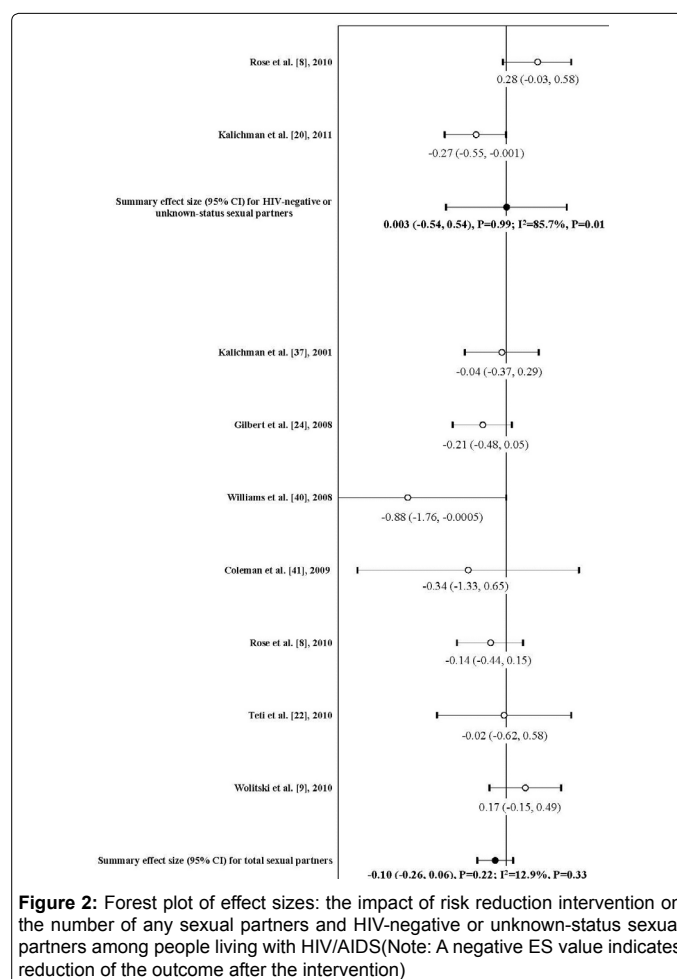 Rose et al. [8], 2010
0.28 (-0.03, 0.58)
Kalichman et al. [20], 2011
-0.27 (-0.55, -0.001)
Summary effect size (95% CI) for HIV-negative or
unknown-status sexual partners
0.003 (-0.54, 0.54), P=0.99; I²=85.7%, P=0.01
Kalichman et al. [37], 2001
-0.04 (-0.37, 0.29)
Gilbert et al. [24], 2008
-0.21 (-0.48, 0.05)
Williams et al. [40], 2008
-0.88 (-1.76, -0.0005)
Coleman et al. [41], 2009
-0.34 (-1.33, 0.65)
Rose et al. [8], 2010
-0.14 (-0.44, 0.15)
Teti et al. [22], 2010
-0.02 (-0.62, 0.58)
Wolitski et al. [9], 2010
0.17 (-0.15, 0.49)
Summary effect size (95% CI) for total sexual partners
-0.10 (-0.26, 0.06), P=0.22; I²=12.9%, P=0.33
Figure 2: Forest plot of effect sizes: the impact of risk reduction intervention on
the number of any sexual partners and HIV-negative or unknown-status sexual
partners among people living with HIV/AIDS(Note: A negative ES value indicates
reduction of the outcome after the intervention)